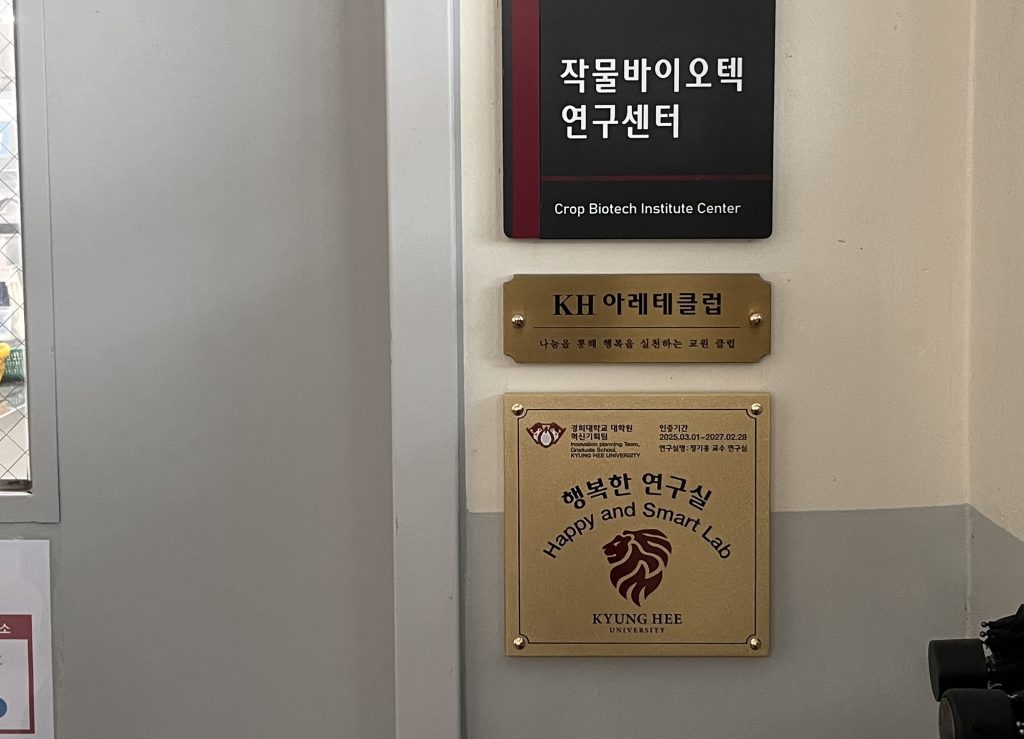 작물바이오텍
연구센터
Crop Biotech Institute Center
KH 아레테클럽
나눔을 통해 행복을 실천하는 교원 클럽
경희대학교 대학원
혁신기획팀
Innovation planning Team,
Graduate School,
KYUNG HEE UNIVERSITY
인증기간
2025.03.01~2027.02.28
연구실명 : 정기홍 교수 연구실
행복한 연구실
Happy and Smart Lab
KYUNG HEE
UNIVERSITY
소